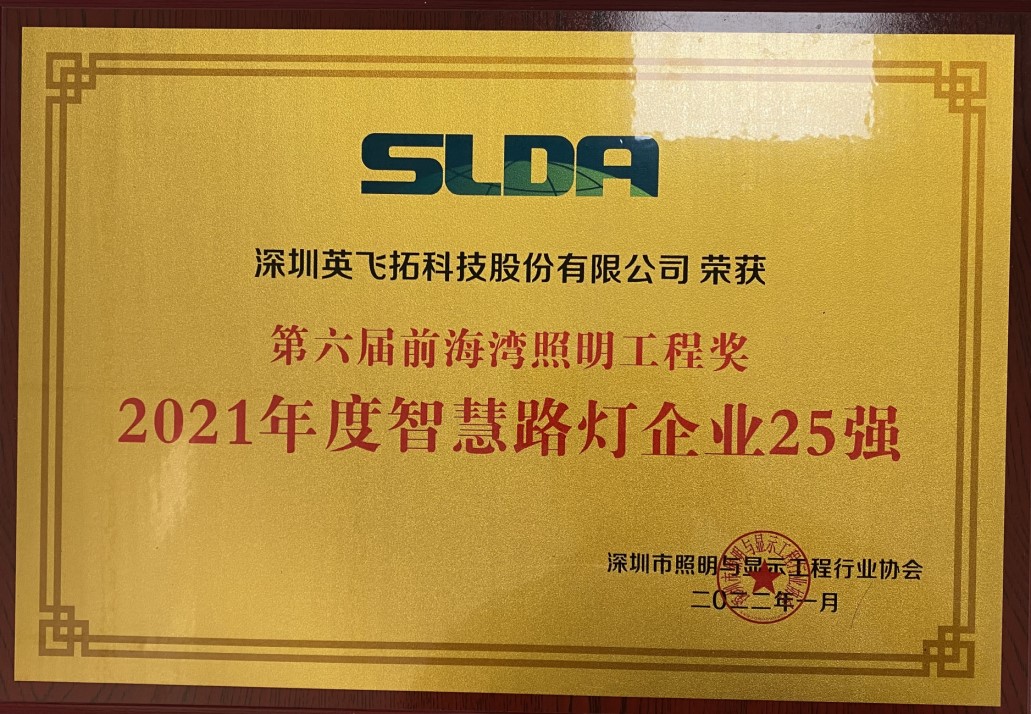 SLDA
深圳英飞拓科技股份有限公司 荣获
第六届前海湾照明工程奖
2021年度智慧路灯企业25强
深圳市照明与显示工程行业协会
二〇二二年一月